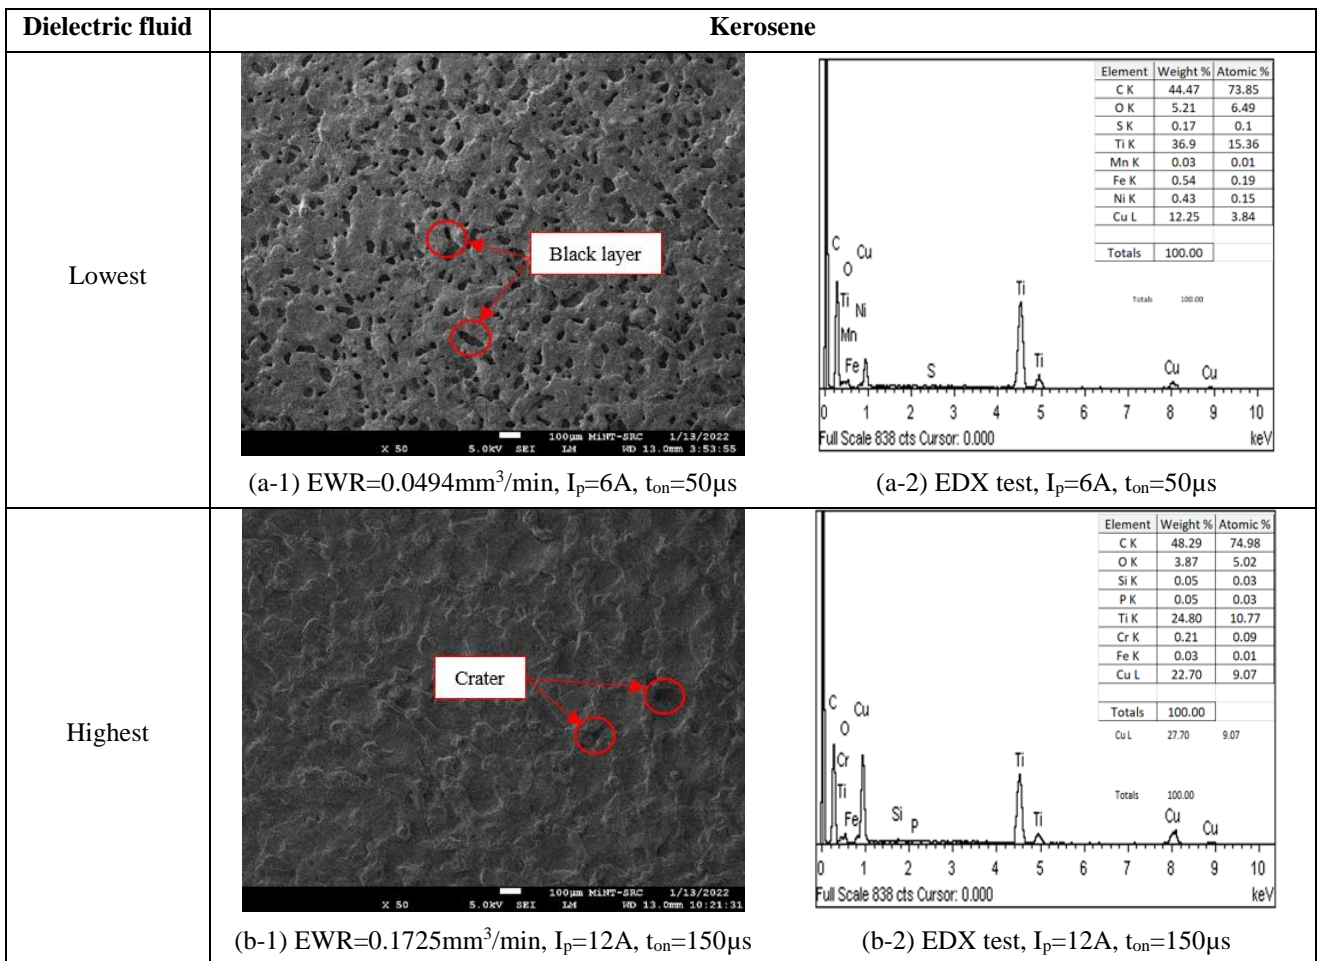 Dielectric fluid Kerosene
Lowest
Black layer
X 50 5.0kV SEI LM 100µm MiNT-SRC 1/13/2022 WD 13.0mm 3:53:55
(a-1) EWR=0.0494mm³/min, Iₚ=6A, tₒₙ=50µs
Element Weight % Atomic %
C K 44.47 73.85
O K 5.21 6.49
S K 0.17 0.1
Ti K 36.9 15.36
Mn K 0.03 0.01
Fe K 0.54 0.19
Ni K 0.43 0.15
Cu L 12.25 3.84
Totals 100.00
Totals 100.00
C
O
Cu
Ti
Ni
Mn
Fe
S
Ti
Ti
Cu
Cu
0 1 2 3 4 5 6 7 8 9 10
Full Scale 838 cts Cursor: 0.000 keV
(a-2) EDX test, Iₚ=6A, tₒₙ=50µs
Highest
Crater
X 50 5.0kV SEI LM 100µm MiNT-SRC 1/13/2022 WD 13.0mm 10:21:31
(b-1) EWR=0.1725mm³/min, Iₚ=12A, tₒₙ=150µs
Element Weight % Atomic %
C K 48.29 74.98
O K 3.87 5.02
Si K 0.05 0.03
P K 0.05 0.03
Ti K 24.80 10.77
Cr K 0.21 0.09
Fe K 0.03 0.01
Cu L 22.70 9.07
Totals 100.00
Cu L 27.70 9.07
Totals 100.00
C
O
Cu
Cr
Ti
Fe
Si
P
Ti
Ti
Cu
Cu
0 1 2 3 4 5 6 7 8 9 10
Full Scale 838 cts Cursor: 0.000 keV
(b-2) EDX test, Iₚ=12A, tₒₙ=150µs